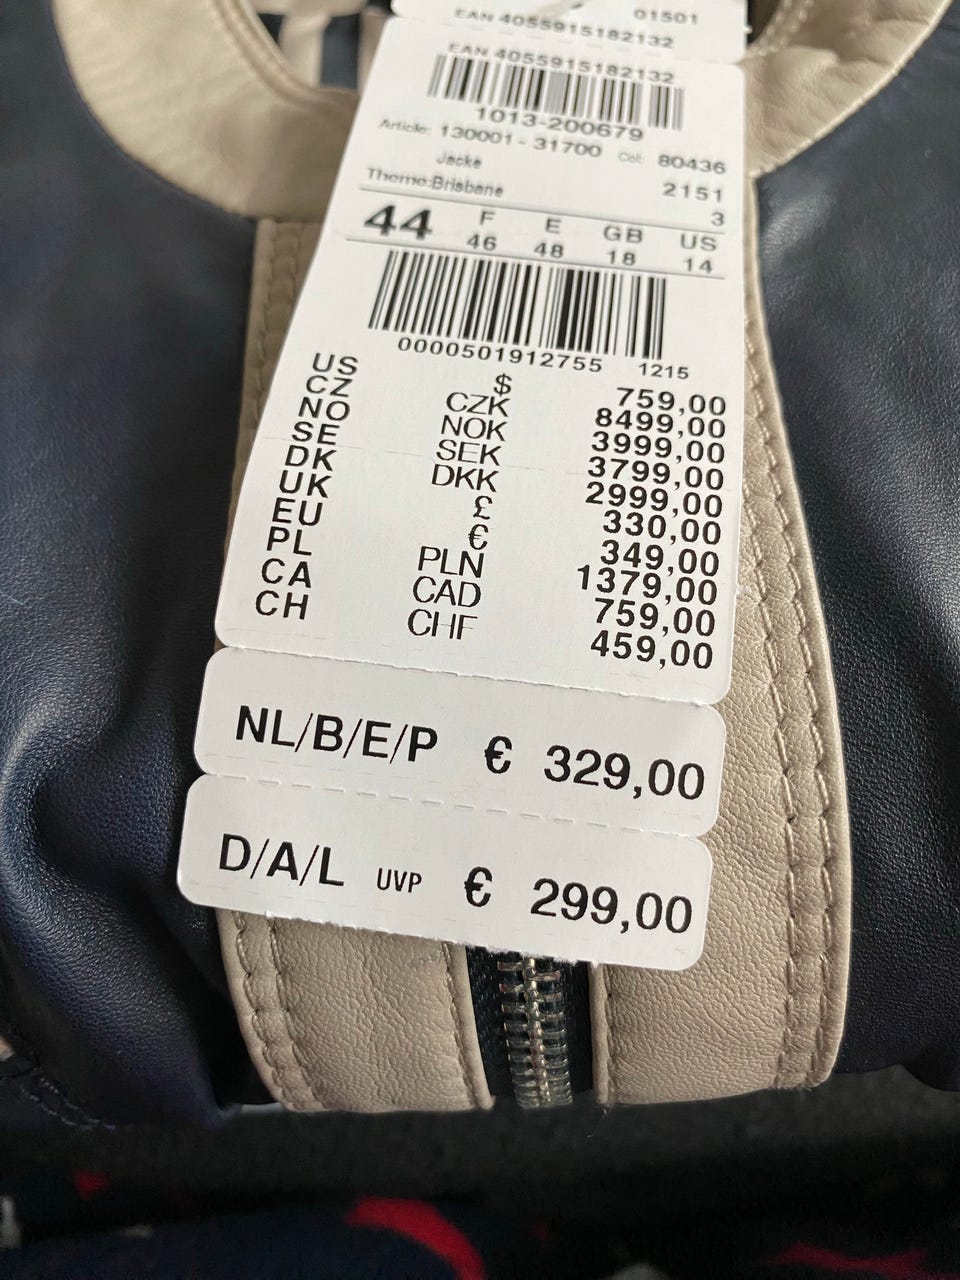 01501
EAN 4055915182132
EAN 4055915182132
1013-200679
Article: 130001 - 31700 Col: 80436
Jacke 2151
Theme:Brisbane 3
44 F E GB US
46 48 18 14
0000501912755 1215
US $ 759,00
CZ CZK 8499,00
NO NOK 3999,00
SE SEK 3799,00
DK DKK 2999,00
UK £ 330,00
EU € 349,00
PL PLN 1379,00
CA CAD 759,00
CH CHF 459,00
NL/B/E/P € 329,00
D/A/L UVP € 299,00